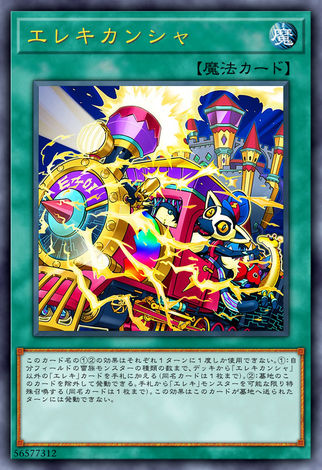 エレキカンシャ
魔
【魔法カード】
このカード名の①②の効果はそれぞれ1ターンに1度しか使用できない。①:自
分フィールドの雷族モンスターの種類の数まで、デッキから「エレキカンシャ」
以外の「エレキ」カードを手札に加える(同名カードは1枚まで)。②:墓地のこ
のカードを除外して発動できる。手札から「エレキ」モンスターを可能な限り特
殊召喚する(同名カードは1枚まで)。この効果はこのカードが墓地へ送られた
ターンには発動できない。
56577312